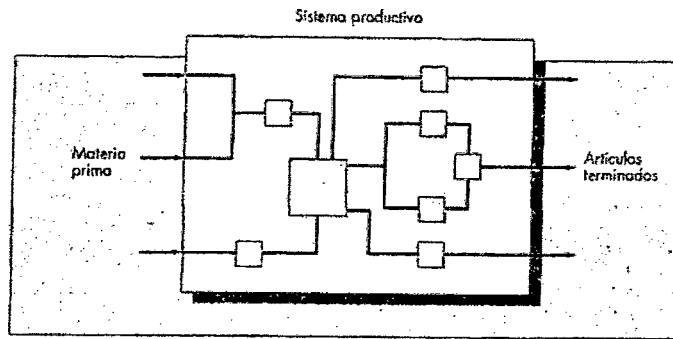 Sistema productivo
Materia
prima
Artículos
terminados